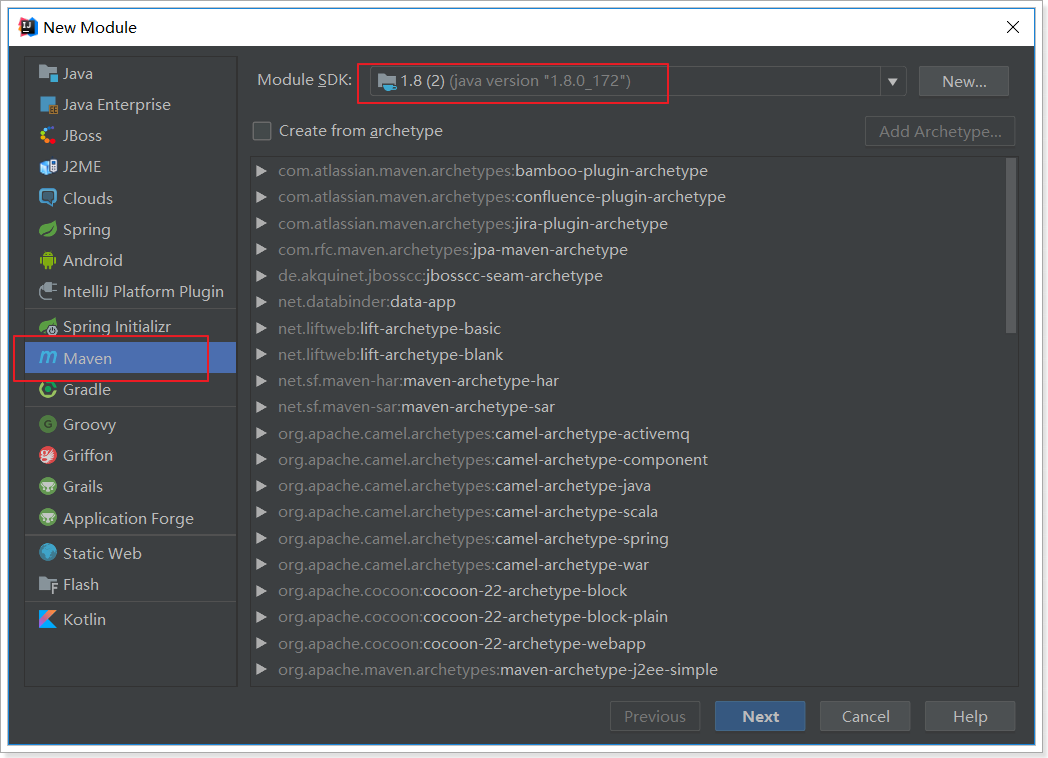 New Module
Java
Java Enterprise
JBoss
J2ME
Clouds
Spring
Android
IntelliJ Platform Plugin
Spring Initializr
Maven
Gradle
Groovy
Griffon
Grails
Application Forge
Static Web
Flash
Kotlin
Module SDK: 1.8 (2) (java version "1.8.0_172") New...
Create from archetype Add Archetype...
com.atlassian.maven.archetypes:bamboo-plugin-archetype
com.atlassian.maven.archetypes:confluence-plugin-archetype
com.atlassian.maven.archetypes:jira-plugin-archetype
com.rfc.maven.archetypes:jpa-maven-archetype
de.akquinet.jbosscc:jbosscc-seam-archetype
net.databinder:data-app
net.liftweb:lift-archetype-basic
net.liftweb:lift-archetype-blank
net.sf.maven-har:maven-archetype-har
net.sf.maven-sar:maven-archetype-sar
org.apache.camel.archetypes:camel-archetype-activemq
org.apache.camel.archetypes:camel-archetype-component
org.apache.camel.archetypes:camel-archetype-java
org.apache.camel.archetypes:camel-archetype-scala
org.apache.camel.archetypes:camel-archetype-spring
org.apache.camel.archetypes:camel-archetype-war
org.apache.cocoon:cocoon-22-archetype-block
org.apache.cocoon:cocoon-22-archetype-block-plain
org.apache.cocoon:cocoon-22-archetype-webapp
org.apache.maven.archetypes:maven-archetype-j2ee-simple
Previous Next Cancel Help